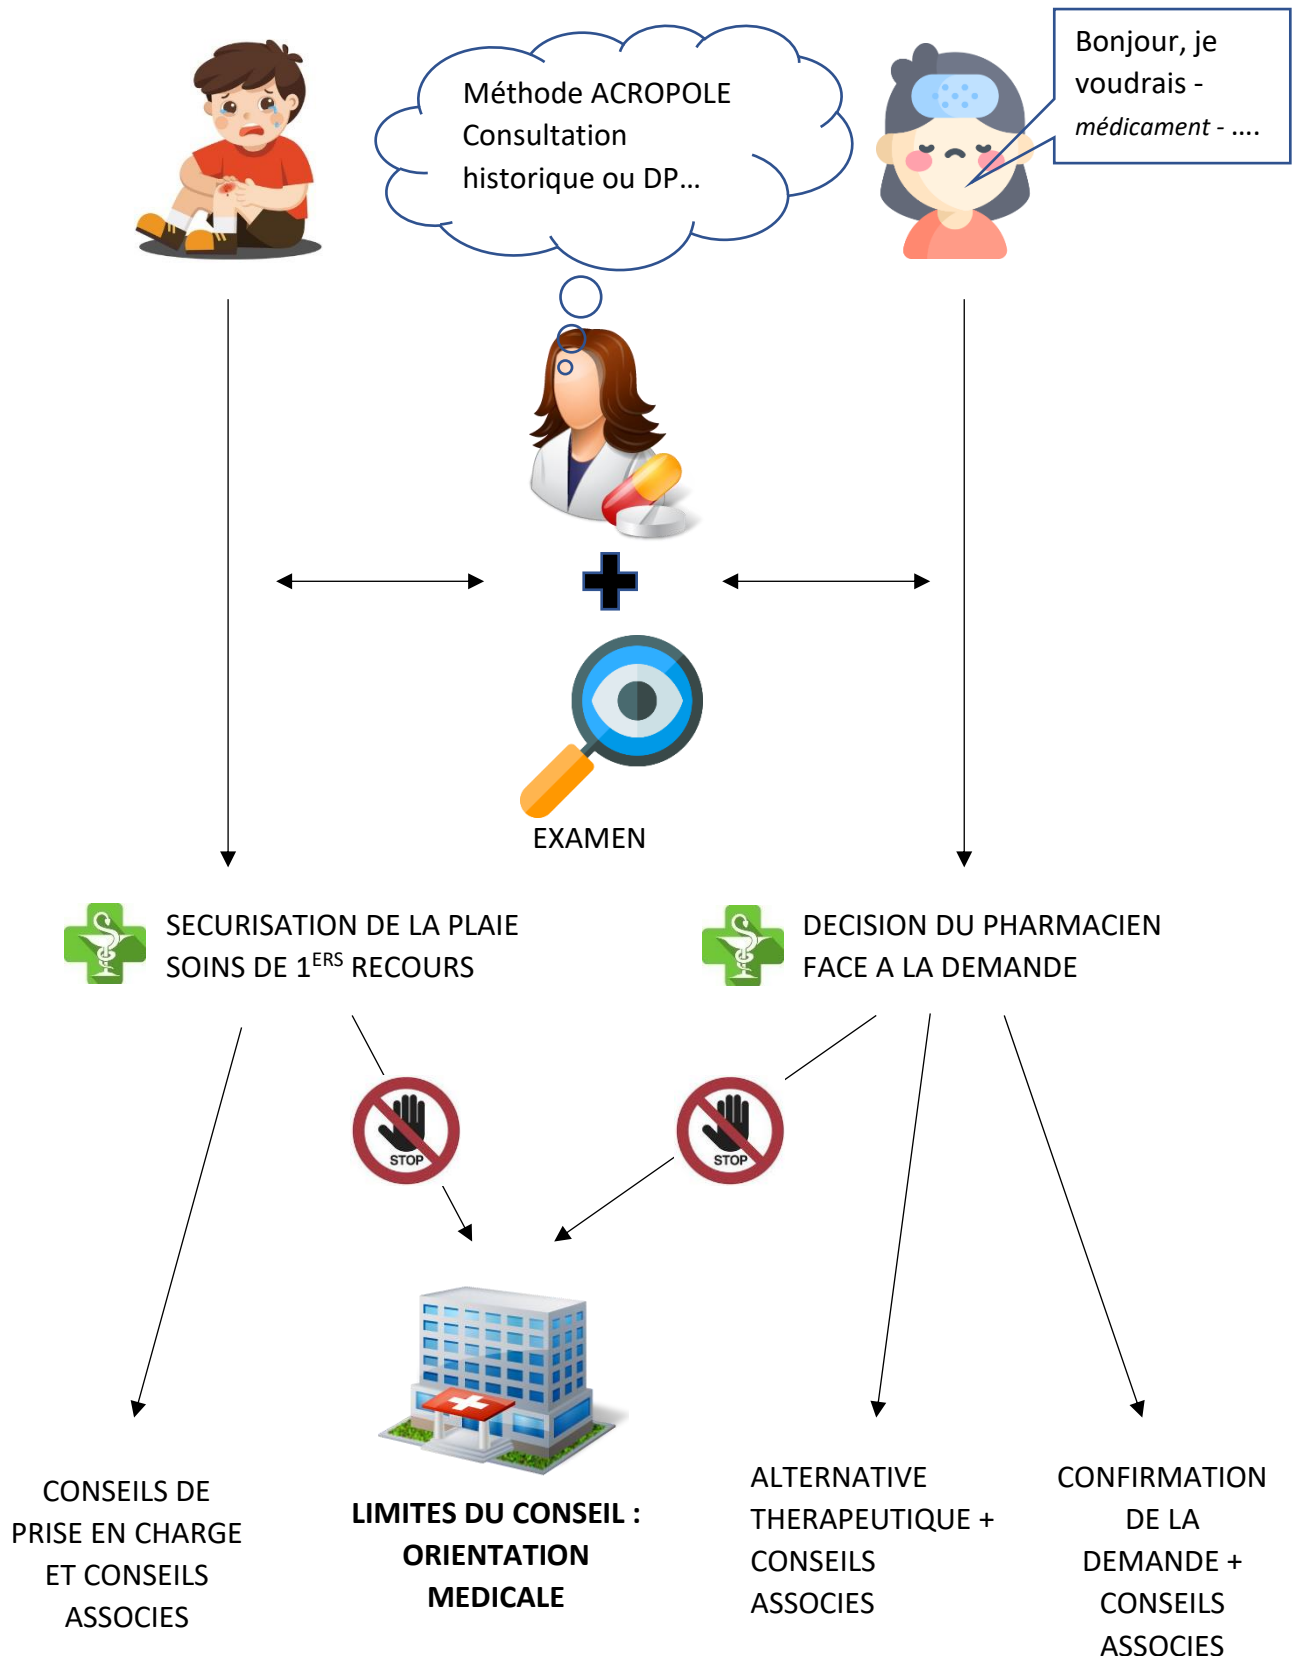 Méthode ACROPOLE
Consultation
historique ou DP…
Bonjour, je
voudrais -
médicament - ….
EXAMEN
SECURISATION DE LA PLAIE
SOINS DE 1ERS RECOURS
DECISION DU PHARMACIEN
FACE A LA DEMANDE
STOP
STOP
CONSEILS DE
PRISE EN CHARGE
ET CONSEILS
ASSOCIES
LIMITES DU CONSEIL :
ORIENTATION
MEDICALE
ALTERNATIVE
THERAPEUTIQUE +
CONSEILS
ASSOCIES
CONFIRMATION
DE LA
DEMANDE +
CONSEILS
ASSOCIES